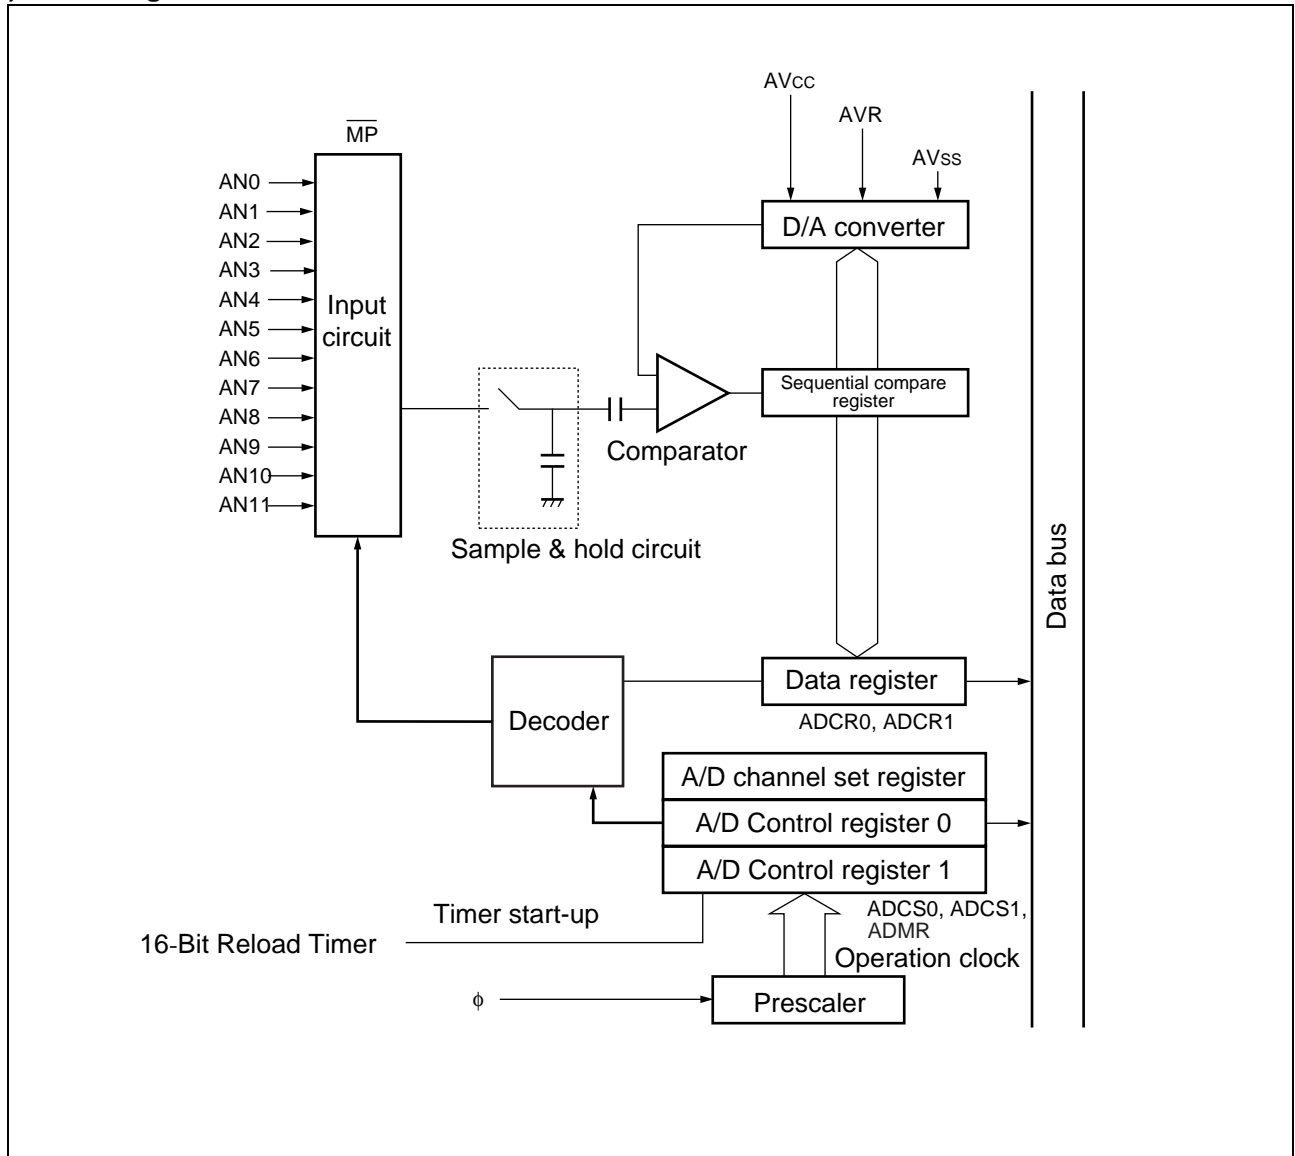 AVCC
AVR
AVSS
MP
AN0
AN1
AN2
AN3
AN4
AN5
AN6
AN7
AN8
AN9
AN10
AN11
Input
circuit
D/A converter
Sequential compare
register
Comparator
Sample & hold circuit
Data bus
Decoder
Data register
ADCR0, ADCR1
A/D channel set register
A/D Control register 0
A/D Control register 1
Timer start-up
16-Bit Reload Timer
ADCS0, ADCS1,
ADMR
Operation clock
ϕ
Prescaler